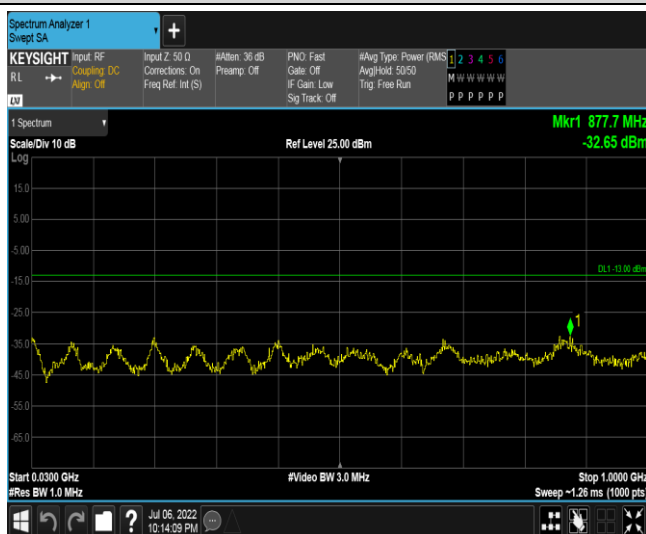 Spectrum Analyzer 1
Swept SA
+
KEYSIGHT Input: RF Input Z: 50 Ω #Atten: 36 dB PNO: Fast #Avg Type: Power (RMS 1 2 3 4 5 6
RL Coupling: DC Corrections: On Preamp: Off Gate: Off Avg|Hold: 50/50 M W W W W W
Align: Off Freq Ref: Int (S) IF Gain: Low Trig: Free Run
Sig Track: Off P P P P P P
LXI
1 Spectrum Mkr1 877.7 MHz
Scale/Div 10 dB Ref Level 25.00 dBm -32.65 dBm
Log
15.0
5.00
-5.00
DL1 -13.00 dBm
-15.0
-25.0
1
-35.0
-45.0
-55.0
-65.0
Start 0.0300 GHz #Video BW 3.0 MHz Stop 1.0000 GHz
#Res BW 1.0 MHz Sweep ~1.26 ms (1000 pts)
? Jul 06, 2022
10:14:09 PM